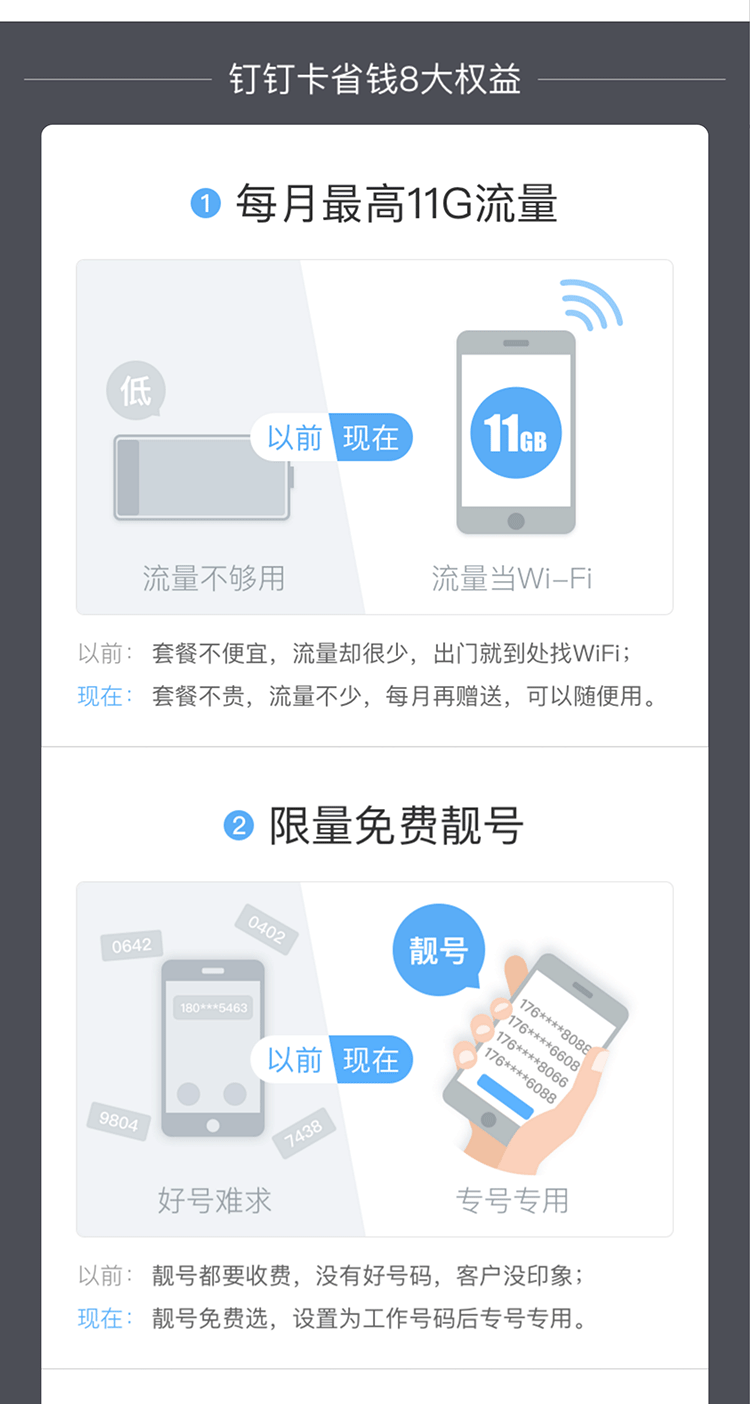 钉钉卡省钱8大权益
1 每月最高11G流量
低
11GB
以前 现在
流量不够用
流量当Wi-Fi
以前： 套餐不便宜，流量却很少，出门就到处找WiFi；
现在： 套餐不贵，流量不少，每月再赠送，可以随便用。
2 限量免费靓号
0642
0402
靓号
180***5463
176****8088
176****6608
176****8066
176****6088
以前 现在
9804
7438
好号难求
专号专用
以前： 靓号都要收费，没有好号码，客户没印象；
现在： 靓号免费选，设置为工作号码后专号专用。